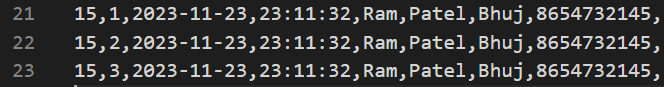 21 15,1,2023-11-23,23:11:32,Ram,Patel,Bhuj,8654732145,
22 15,2,2023-11-23,23:11:32,Ram,Patel,Bhuj,8654732145,
23 15,3,2023-11-23,23:11:32,Ram,Patel,Bhuj,8654732145,